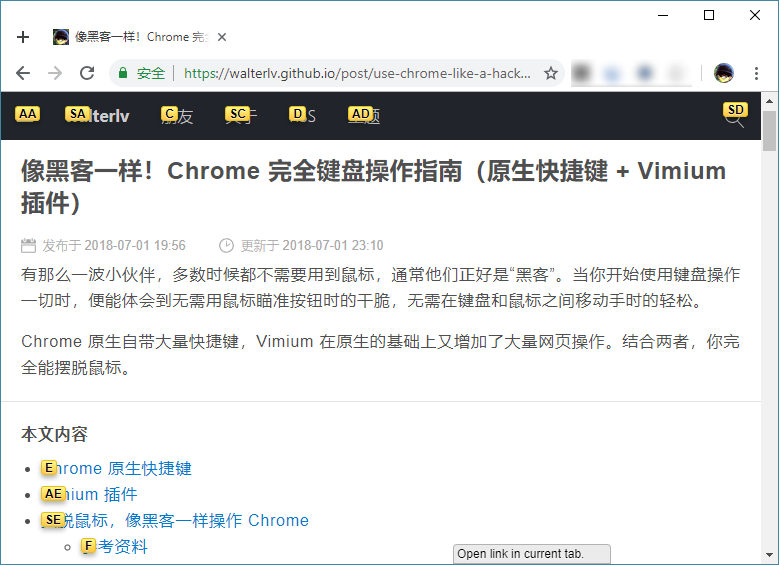 像黑客一样！Chrome 完
安全 https://walterlv.github.io/post/use-chrome-like-a-hack...
AA SA lterlv C 朋友 SC D S AD 主题 SD
像黑客一样！Chrome 完全键盘操作指南（原生快捷键 + Vimium
插件）
发布于 2018-07-01 19:56 更新于 2018-07-01 23:10
有那么一波小伙伴，多数时候都不需要用到鼠标，通常他们正好是“黑客”。当你开始使用键盘操作
一切时，便能体会到无需用鼠标瞄准按钮时的干脆，无需在键盘和鼠标之间移动手时的轻松。
Chrome 原生自带大量快捷键，Vimium 在原生的基础上又增加了大量网页操作。结合两者，你完
全能摆脱鼠标。
本文内容
E hrome 原生快捷键
AE mium 插件
SE 脱鼠标，像黑客一样操作 Chrome
F 考资料
Open link in current tab.